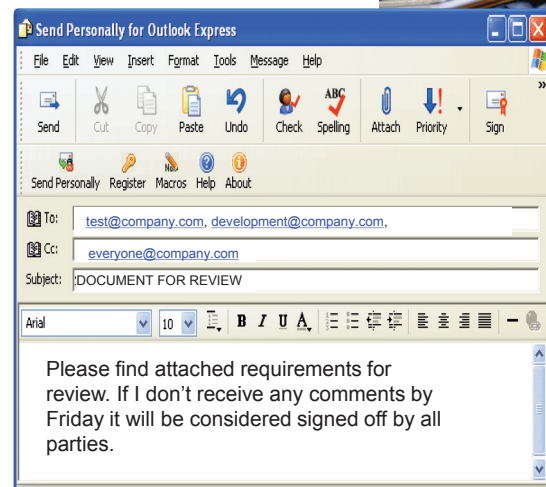 Send Personally for Outlook Express
File Edit View Insert Format Tools Message Help
ABC
Send Cut Copy Paste Undo Check Spelling Attach Priority Sign
Send Personally Register Macros Help About
To: test@company.com, development@company.com,
Cc: everyone@company.com
Subject: :DOCUMENT FOR REVIEW
Arial 10 B I U A
Please find attached requirements for
review. If I don’t receive any comments by
Friday it will be considered signed off by all
parties.